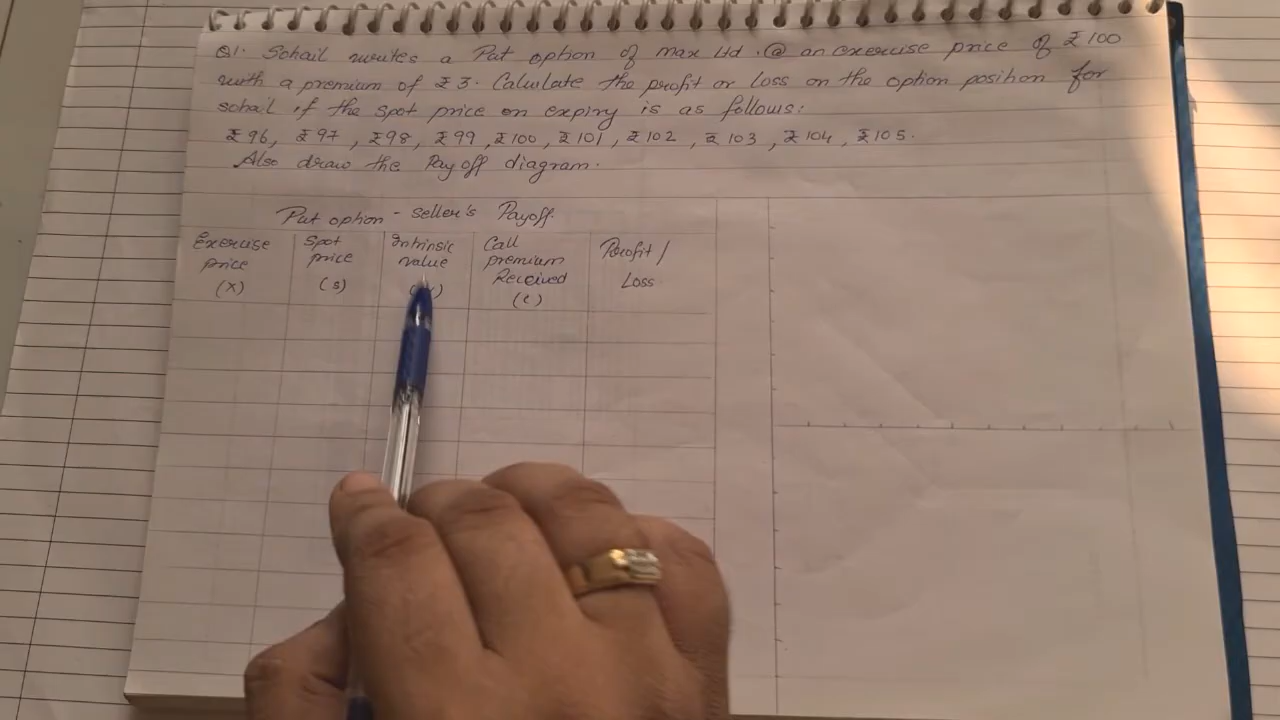 Q1. Sohail writes a Put option of Max Ltd. @ an exercise price of ₹100
with a premium of ₹3. Calculate the profit or loss on the option position for
sohail if the spot price on expiry is as follows:
₹96, ₹97, ₹98, ₹99, ₹100, ₹101, ₹102, ₹103, ₹104, ₹105.
Also draw the Pay off diagram.
Put option - seller's Payoff.
Exercise price (X)
Spot price (S)
Intrinsic value
Call premium Received (c)
Profit / Loss